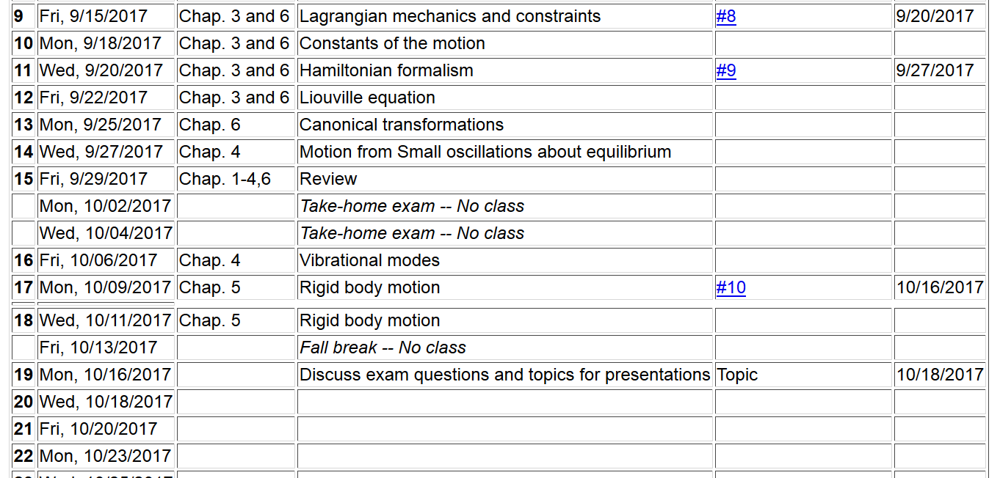 9 Fri, 9/15/2017 Chap. 3 and 6 Lagrangian mechanics and constraints #8 9/20/2017
10 Mon, 9/18/2017 Chap. 3 and 6 Constants of the motion
11 Wed, 9/20/2017 Chap. 3 and 6 Hamiltonian formalism #9 9/27/2017
12 Fri, 9/22/2017 Chap. 3 and 6 Liouville equation
13 Mon, 9/25/2017 Chap. 6 Canonical transformations
14 Wed, 9/27/2017 Chap. 4 Motion from Small oscillations about equilibrium
15 Fri, 9/29/2017 Chap. 1-4,6 Review
Mon, 10/02/2017 Take-home exam -- No class
Wed, 10/04/2017 Take-home exam -- No class
16 Fri, 10/06/2017 Chap. 4 Vibrational modes
17 Mon, 10/09/2017 Chap. 5 Rigid body motion #10 10/16/2017
18 Wed, 10/11/2017 Chap. 5 Rigid body motion
Fri, 10/13/2017 Fall break -- No class
19 Mon, 10/16/2017 Discuss exam questions and topics for presentations Topic 10/18/2017
20 Wed, 10/18/2017
21 Fri, 10/20/2017
22 Mon, 10/23/2017